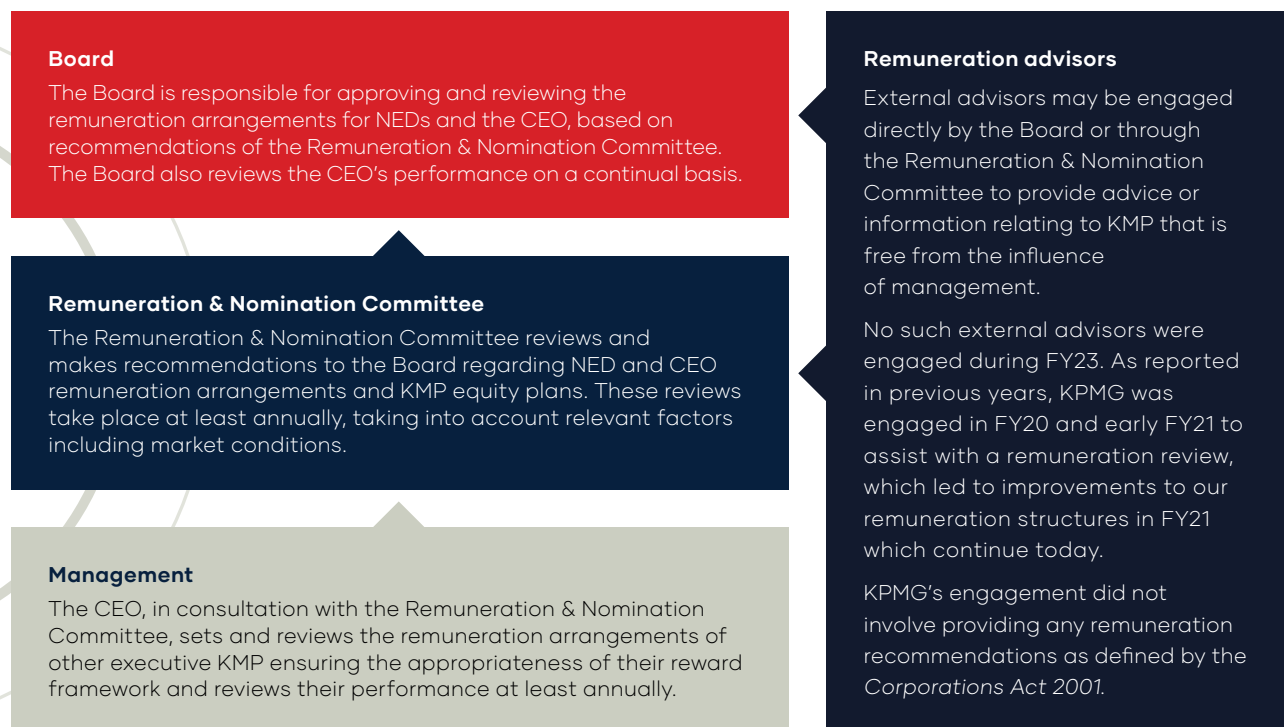 Board
The Board is responsible for approving and reviewing the
remuneration arrangements for NEDs and the CEO, based on
recommendations of the Remuneration & Nomination Committee.
The Board also reviews the CEO’s performance on a continual basis.
Remuneration & Nomination Committee
The Remuneration & Nomination Committee reviews and
makes recommendations to the Board regarding NED and CEO
remuneration arrangements and KMP equity plans. These reviews
take place at least annually, taking into account relevant factors
including market conditions.
Management
The CEO, in consultation with the Remuneration & Nomination
Committee, sets and reviews the remuneration arrangements of
other executive KMP ensuring the appropriateness of their reward
framework and reviews their performance at least annually.
Remuneration advisors
External advisors may be engaged
directly by the Board or through
the Remuneration & Nomination
Committee to provide advice or
information relating to KMP that is
free from the influence
of management.
No such external advisors were
engaged during FY23. As reported
in previous years, KPMG was
engaged in FY20 and early FY21 to
assist with a remuneration review,
which led to improvements to our
remuneration structures in FY21
which continue today.
KPMG’s engagement did not
involve providing any remuneration
recommendations as defined by the
Corporations Act 2001.